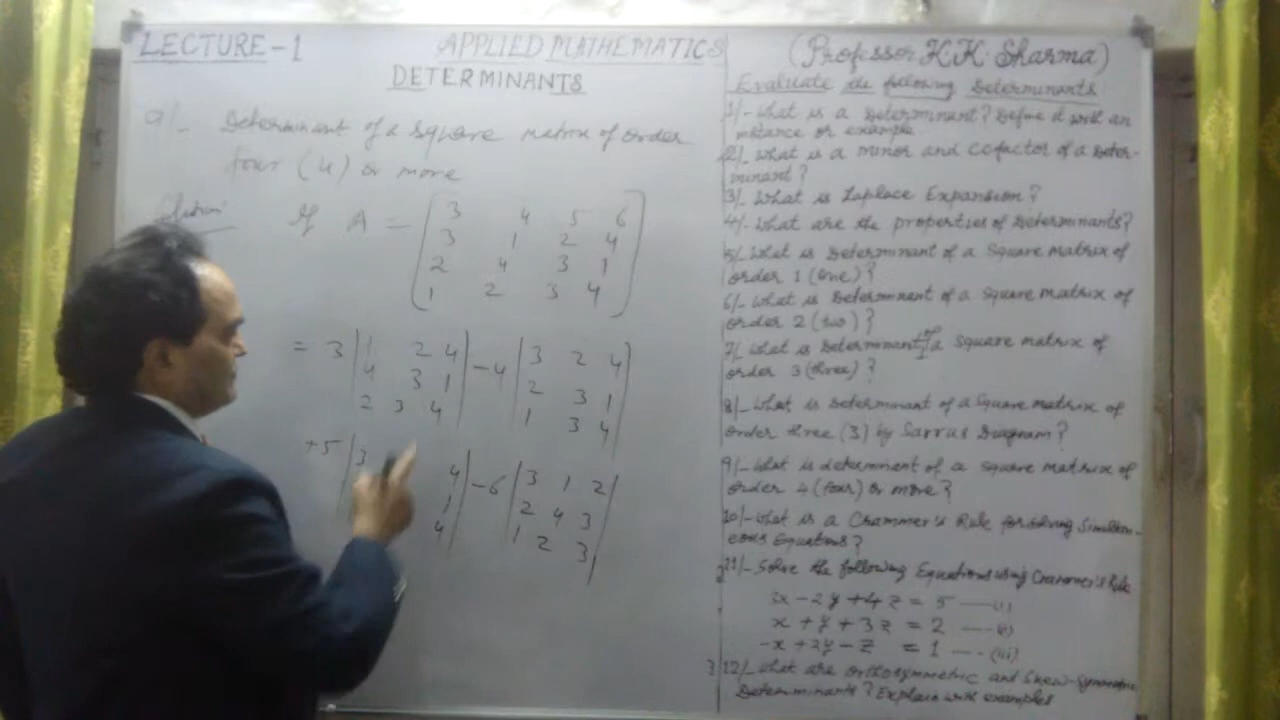 LECTURE-1
APPLIED MATHEMATICS
(Professor K.K. Sharma)
DETERMINANTS
9/- Determinant of a square matrix of order
four (4) or more
Solution: If A =
3 4 5 6
3 1 2 4
2 4 3 1
1 2 3 4
= 3 | 1 2 4 | - 4 | 3 2 4 |
4 3 1 2 3 1
2 3 4 1 3 4
+5 | 3 4 | - 6 | 3 1 2 |
1 2 4 3
4 1 2 3
Evaluate the following Determinants
1/- What is a Determinant? Define it with an
instance or example
2/- What is a minor and cofactor of a Deter-
minant?
3/- What is Laplace Expansion?
4/- What are the properties of Determinants?
5/- What is Determinant of a Square Matrix of
order 1 (One)?
6/- What is Determinant of a square matrix of
order 2 (two)?
7/- What is Determinant of a square matrix of
order 3 (three)?
8/- What is Determinant of a Square Matrix of
order three (3) by Sarrus Diagram?
9/- What is determinant of a square matrix of
order 4 (four) or more?
10/- What is a Crammer's Rule for solving Simultan-
eous Equations?
11/- Solve the following Equations using Crammer's Rule
3x - 2y + 4z = 5 ---- (i)
x + y + 3z = 2 ---- (ii)
-x + 2y - z = 1 ---- (iii)
12/- What are orthosymmetric and Skew-Symmetric
Determinants? Explain with examples